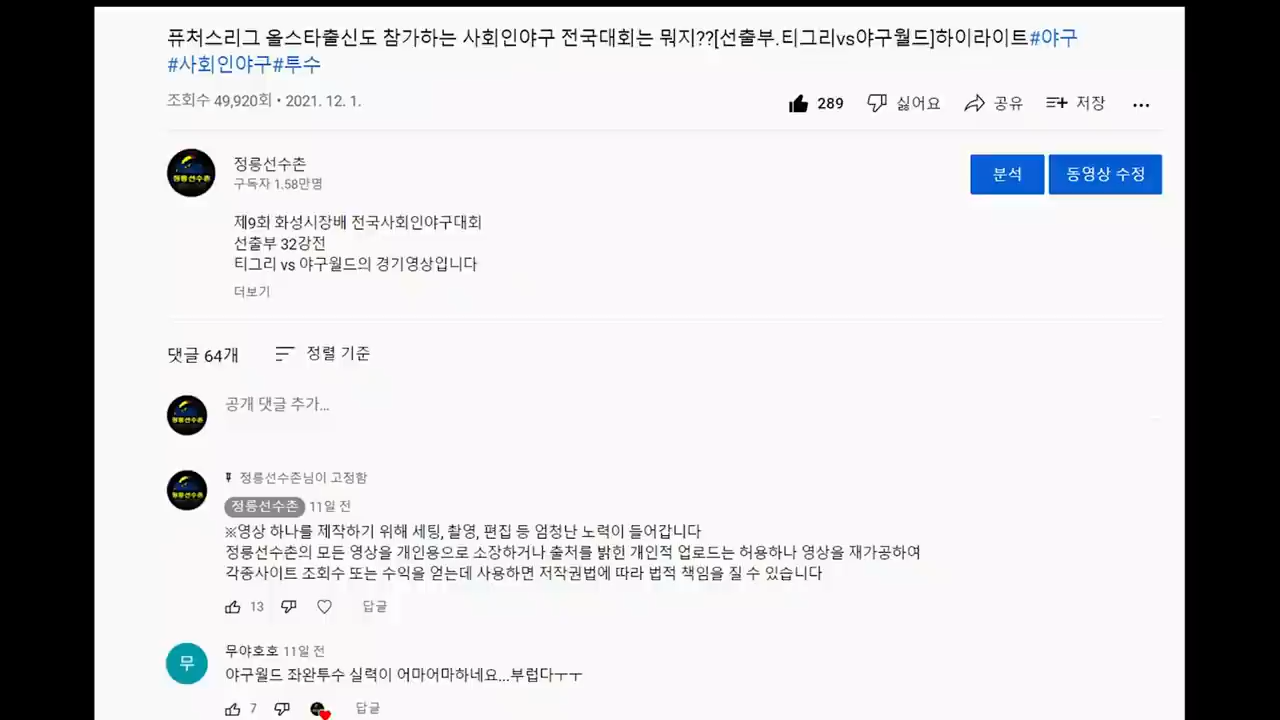 퓨처스리그 올스타출신도 참가하는 사회인야구 전국대회는 뭐지??[선출부.티그리vs야구월드]하이라이트#야구
#사회인야구#투수
조회수 49,920회 • 2021. 12. 1.
289 싫어요 공유 저장 ...
정릉선수촌
구독자 1.58만명
분석 동영상 수정
제9회 화성시장배 전국사회인야구대회
선출부 32강전
티그리 vs 야구월드의 경기영상입니다
더보기
댓글 64개 정렬 기준
공개 댓글 추가...
정릉선수촌님이 고정함
정릉선수촌 11일 전
※영상 하나를 제작하기 위해 세팅, 촬영, 편집 등 엄청난 노력이 들어갑니다
정릉선수촌의 모든 영상을 개인용으로 소장하거나 출처를 밝힌 개인적 업로드는 허용하나 영상을 재가공하여
각종사이트 조회수 또는 수익을 얻는데 사용하면 저작권법에 따라 법적 책임을 질 수 있습니다
13 답글
무
무야호호 11일 전
야구월드 좌완투수 실력이 어마어마하네요...부럽다ㅜㅜ
7 답글